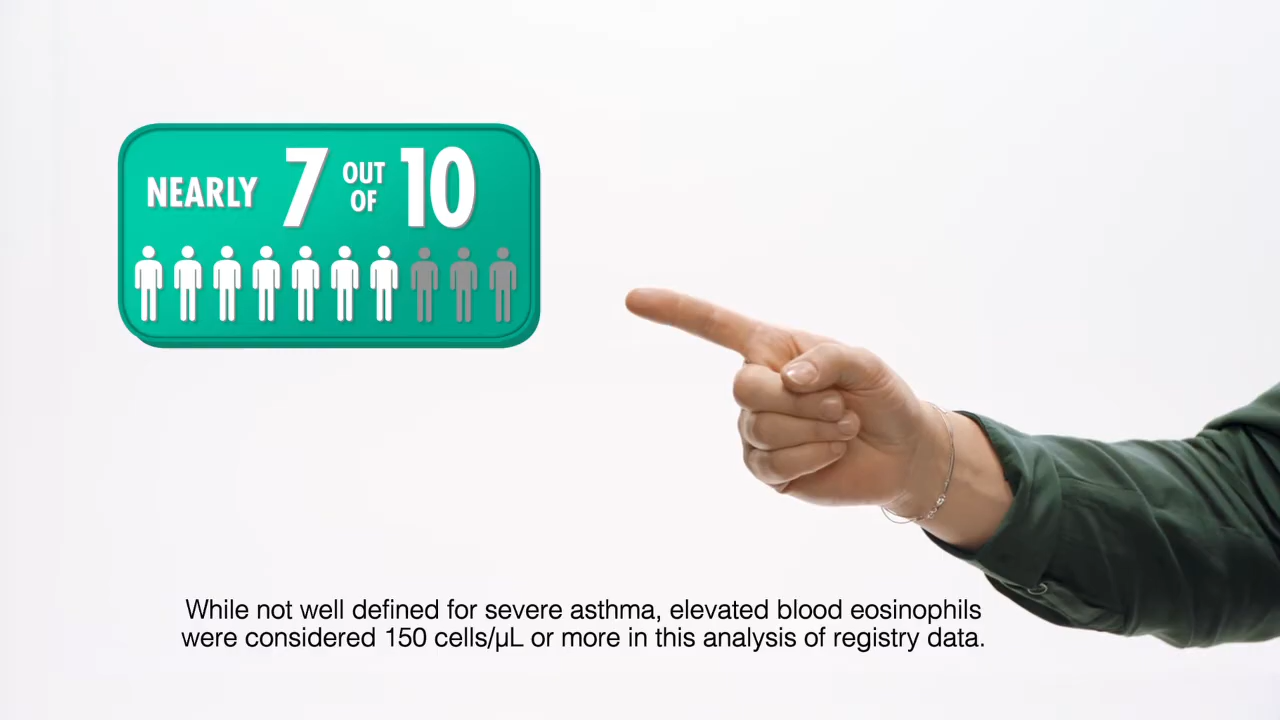 NEARLY 7 OUT OF 10
While not well defined for severe asthma, elevated blood eosinophils
were considered 150 cells/µL or more in this analysis of registry data.